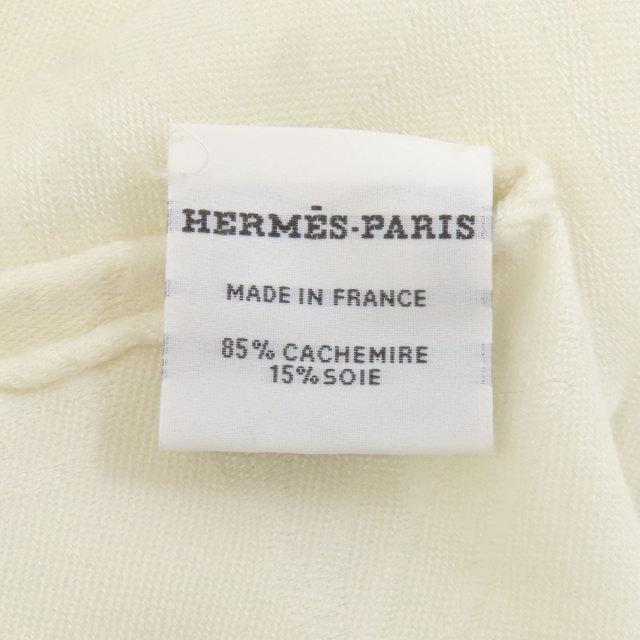 HERMÈS-PARIS
MADE IN FRANCE
85% CACHEMIRE
15% SOIE